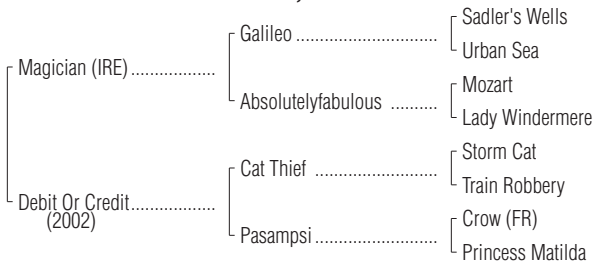 Sadler's Wells
Galileo ..............................
Urban Sea
Magician (IRE) .................
Mozart
Absolutelyfabulous ..........
Lady Windermere
Storm Cat
Cat Thief ..........................
Train Robbery
Debit Or Credit .................
(2002)
Crow (FR)
Pasampsi ..........................
Princess Matilda